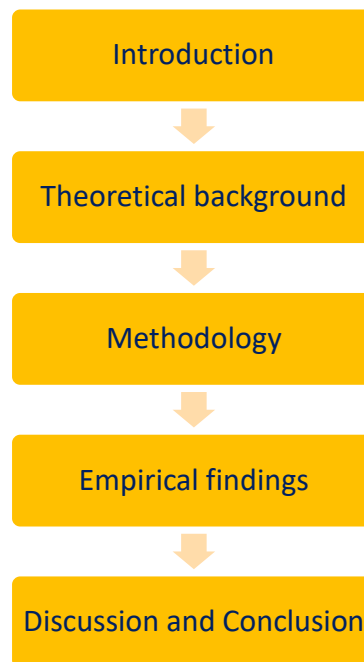 Introduction
Theoretical background
Methodology
Empirical findings
Discussion and Conclusion